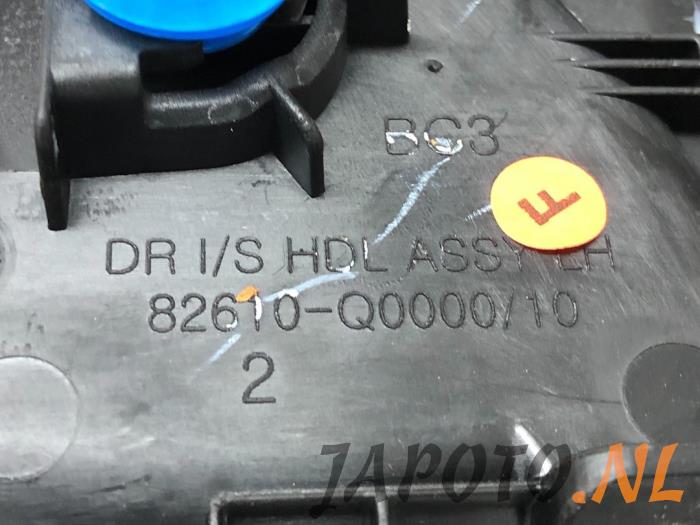 BC3
F
DR I/S HDL ASSY LH
82610-Q0000/10
2
JAPOTO.NL